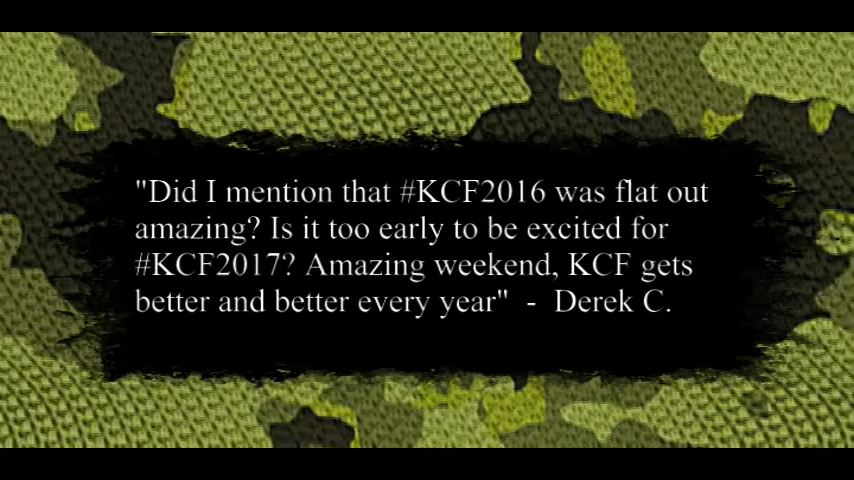 "Did I mention that #KCF2016 was flat out
amazing? Is it too early to be excited for
#KCF2017? Amazing weekend, KCF gets
better and better every year" - Derek C.